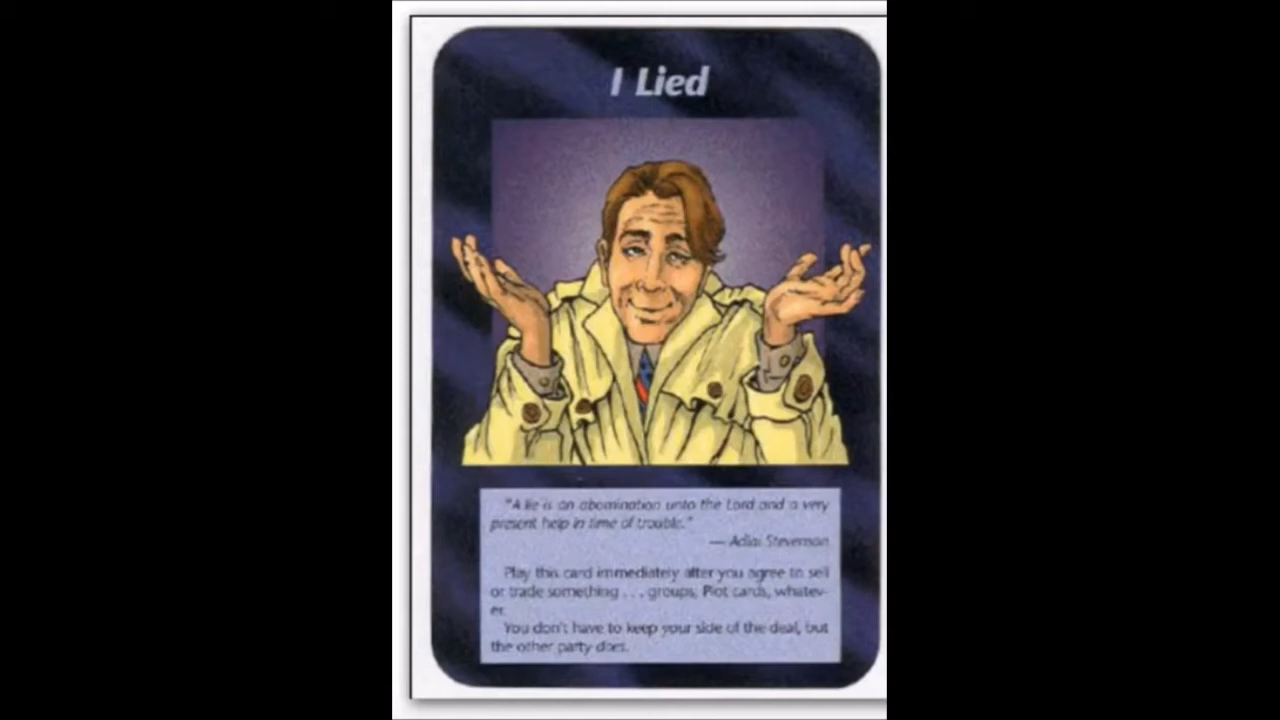 I Lied
"A lie is an abomination unto the Lord and a very
present help in time of trouble."
— Adlai Stevenson
Play this card immediately after you agree to sell
or trade something . . . groups, Plot cards, whatev-
er.
You don't have to keep your side of the deal, but
the other party does.